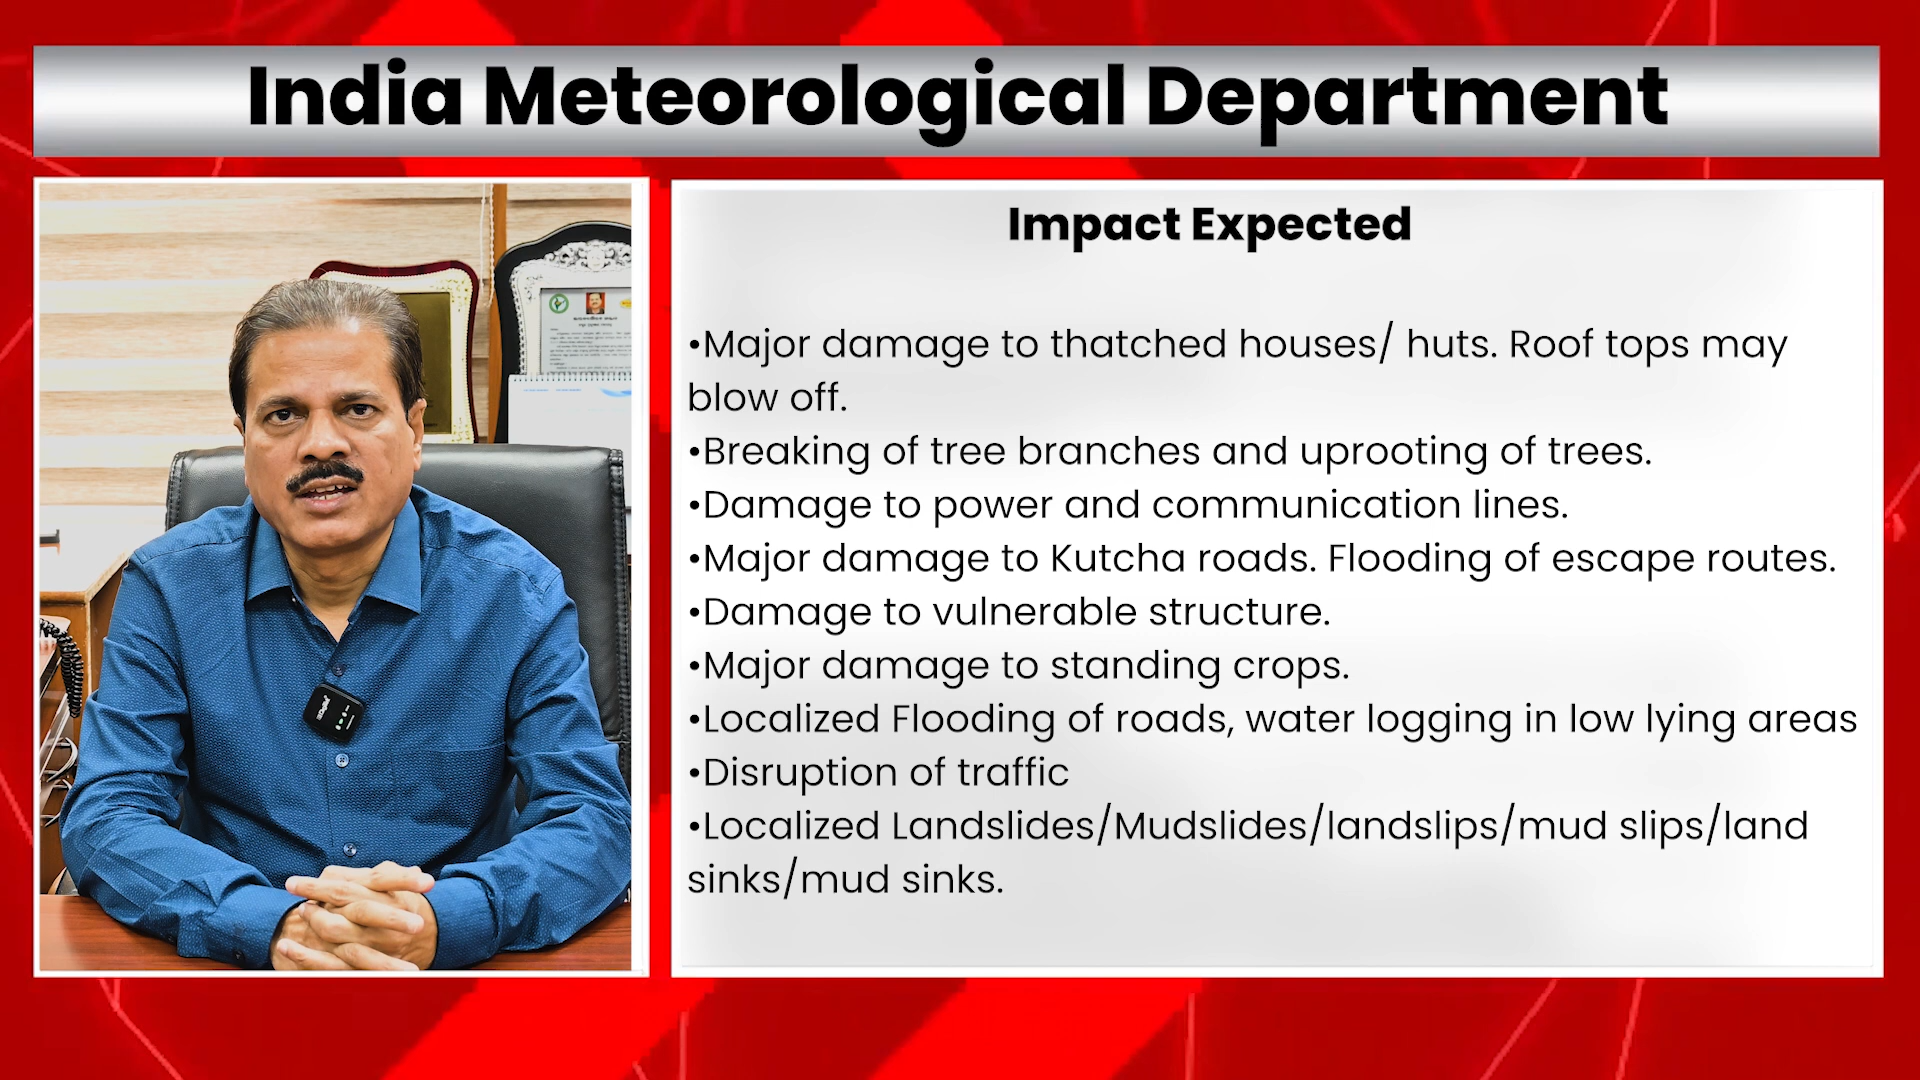 India Meteorological Department
Impact Expected
•Major damage to thatched houses/ huts. Roof tops may
blow off.
•Breaking of tree branches and uprooting of trees.
•Damage to power and communication lines.
•Major damage to Kutcha roads. Flooding of escape routes.
•Damage to vulnerable structure.
•Major damage to standing crops.
•Localized Flooding of roads, water logging in low lying areas
•Disruption of traffic
•Localized Landslides/Mudslides/landslips/mud slips/land
sinks/mud sinks.